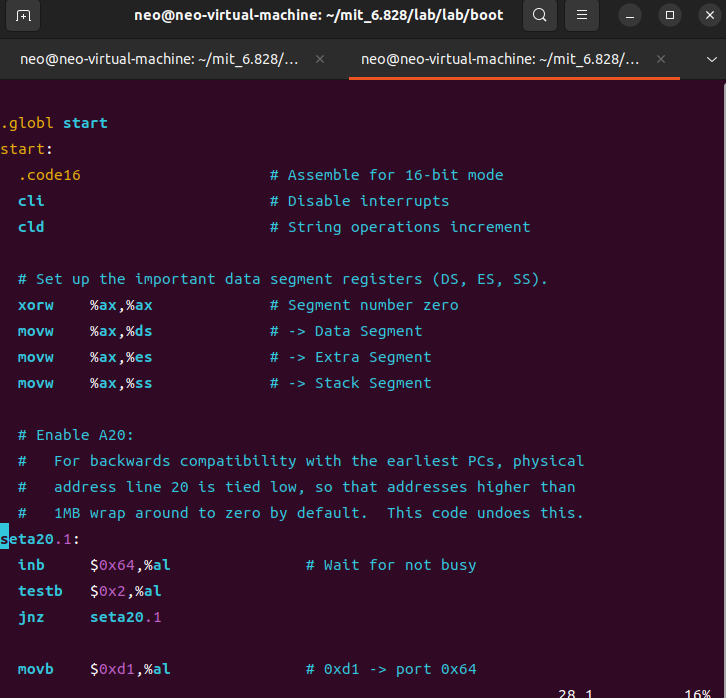 neo@neo-virtual-machine: ~/mit_6.828/lab/lab/boot
neo@neo-virtual-machine: ~/mit_6.828/... × neo@neo-virtual-machine: ~/mit_6.828/... ×
.globl start
start:
  .code16                     # Assemble for 16-bit mode
  cli                         # Disable interrupts
  cld                         # String operations increment

  # Set up the important data segment registers (DS, ES, SS).
  xorw    %ax,%ax             # Segment number zero
  movw    %ax,%ds             # -> Data Segment
  movw    %ax,%es             # -> Extra Segment
  movw    %ax,%ss             # -> Stack Segment

  # Enable A20:
  #   For backwards compatibility with the earliest PCs, physical
  #   address line 20 is tied low, so that addresses higher than
  #   1MB wrap around to zero by default.  This code undoes this.
seta20.1:
  inb     $0x64,%al               # Wait for not busy
  testb   $0x2,%al
  jnz     seta20.1

  movb    $0xd1,%al               # 0xd1 -> port 0x64
28,1 16%